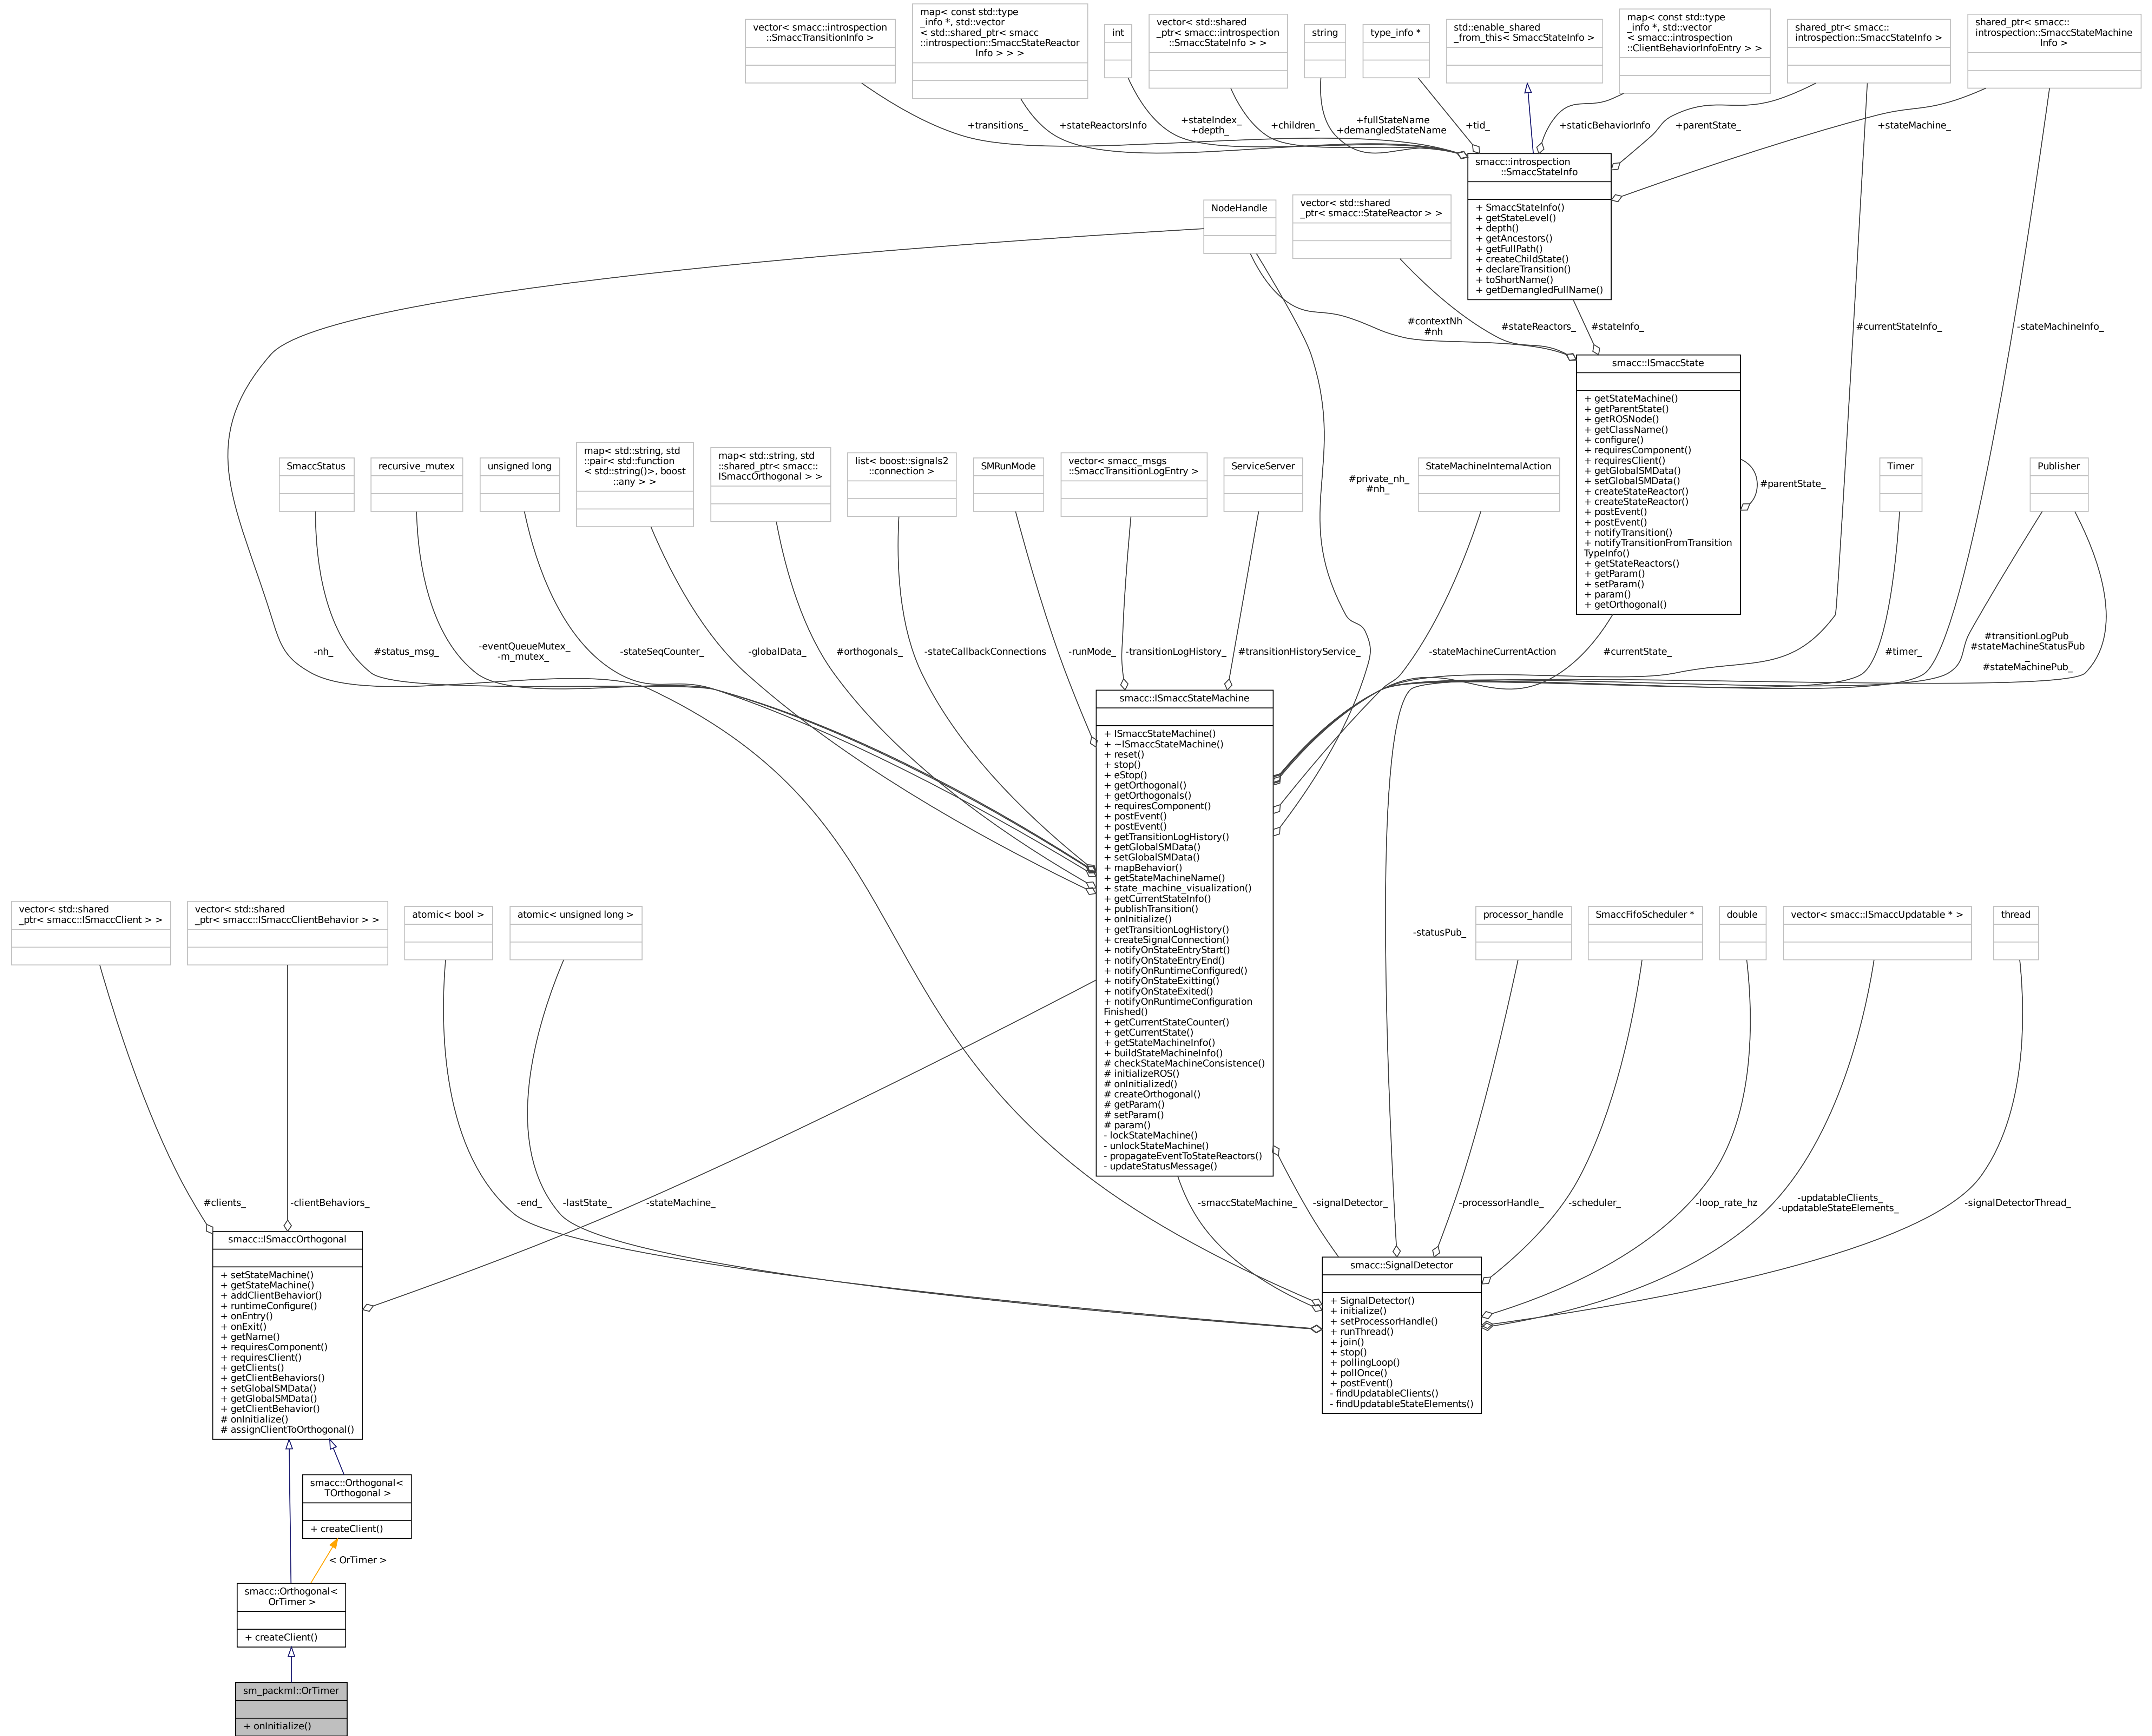 vector< smacc::introspection
::SmaccTransitionInfo >
map< const std::type
_info *, std::vector
< std::shared_ptr< smacc
::introspection::SmaccStateReactor
Info > > >
int
vector< std::shared
_ptr< smacc::introspection
::SmaccStateInfo > >
string
type_info *
std::enable_shared
_from_this< SmaccStateInfo >
map< const std::type
_info *, std::vector
< smacc::introspection
::ClientBehaviorInfoEntry > >
shared_ptr< smacc::
introspection::SmaccStateInfo >
shared_ptr< smacc::
introspection::SmaccStateMachine
Info >
+transitions_
+stateReactorsInfo
+stateIndex_
+depth_
+children_
+fullStateName
+demangledStateName
+tid_
+staticBehaviorInfo
+parentState_
+stateMachine_
smacc::introspection
::SmaccStateInfo
+ SmaccStateInfo()
+ getStateLevel()
+ depth()
+ getAncestors()
+ getFullPath()
+ createChildState()
+ declareTransition()
+ toShortName()
+ getDemangledFullName()
NodeHandle
vector< std::shared
_ptr< smacc::StateReactor > >
#contextNh
#nh
#stateReactors_
#stateInfo_
#currentStateInfo_
-stateMachineInfo_
smacc::ISmaccState
+ getStateMachine()
+ getParentState()
+ getROSNode()
+ getClassName()
+ configure()
+ requiresComponent()
+ requiresClient()
+ getGlobalSMData()
+ setGlobalSMData()
+ createStateReactor()
+ createStateReactor()
+ postEvent()
+ postEvent()
+ notifyTransition()
+ notifyTransitionFromTransition
TypeInfo()
+ getStateReactors()
+ getParam()
+ setParam()
+ param()
+ getOrthogonal()
#parentState_
SmaccStatus
recursive_mutex
unsigned long
map< std::string, std
::pair< std::function
< std::string()>, boost
::any > >
map< std::string, std
::shared_ptr< smacc::
ISmaccOrthogonal > >
list< boost::signals2
::connection >
SMRunMode
vector< smacc_msgs
::SmaccTransitionLogEntry >
ServiceServer
#private_nh_
#nh_
StateMachineInternalAction
Timer
Publisher
-nh_
#status_msg_
-eventQueueMutex_
-m_mutex_
-stateSeqCounter_
-globalData_
#orthogonals_
-stateCallbackConnections
-runMode_
-transitionLogHistory_
#transitionHistoryService_
-stateMachineCurrentAction
#currentState_
#timer_
#transitionLogPub_
#stateMachineStatusPub
_
#stateMachinePub_
smacc::ISmaccStateMachine
+ ISmaccStateMachine()
+ ~ISmaccStateMachine()
+ reset()
+ stop()
+ eStop()
+ getOrthogonal()
+ getOrthogonals()
+ requiresComponent()
+ postEvent()
+ postEvent()
+ getTransitionLogHistory()
+ getGlobalSMData()
+ setGlobalSMData()
+ mapBehavior()
+ getStateMachineName()
+ state_machine_visualization()
+ getCurrentStateInfo()
+ publishTransition()
+ onInitialize()
+ getTransitionLogHistory()
+ createSignalConnection()
+ notifyOnStateEntryStart()
+ notifyOnStateEntryEnd()
+ notifyOnRuntimeConfigured()
+ notifyOnStateExitting()
+ notifyOnStateExited()
+ notifyOnRuntimeConfiguration
Finished()
+ getCurrentStateCounter()
+ getCurrentState()
+ getStateMachineInfo()
+ buildStateMachineInfo()
# checkStateMachineConsistence()
# initializeROS()
# onInitialized()
# createOrthogonal()
# getParam()
# setParam()
# param()
- lockStateMachine()
- unlockStateMachine()
- propagateEventToStateReactors()
- updateStatusMessage()
vector< std::shared
_ptr< smacc::ISmaccClient > >
vector< std::shared
_ptr< smacc::ISmaccClientBehavior > >
atomic< bool >
atomic< unsigned long >
-statusPub_
processor_handle
SmaccFifoScheduler *
double
vector< smacc::ISmaccUpdatable * >
thread
#clients_
-clientBehaviors_
-end_
-lastState_
-stateMachine_
-smaccStateMachine_
-signalDetector_
-processorHandle_
-scheduler_
-loop_rate_hz
-updatableClients_
-updatableStateElements_
-signalDetectorThread_
smacc::ISmaccOrthogonal
+ setStateMachine()
+ getStateMachine()
+ addClientBehavior()
+ runtimeConfigure()
+ onEntry()
+ onExit()
+ getName()
+ requiresComponent()
+ requiresClient()
+ getClients()
+ getClientBehaviors()
+ setGlobalSMData()
+ getGlobalSMData()
+ getClientBehavior()
# onInitialize()
# assignClientToOrthogonal()
smacc::SignalDetector
+ SignalDetector()
+ initialize()
+ setProcessorHandle()
+ runThread()
+ join()
+ stop()
+ pollingLoop()
+ pollOnce()
+ postEvent()
- findUpdatableClients()
- findUpdatableStateElements()
smacc::Orthogonal<
TOrthogonal >
+ createClient()
< OrTimer >
smacc::Orthogonal<
OrTimer >
+ createClient()
sm_packml::OrTimer
+ onInitialize()